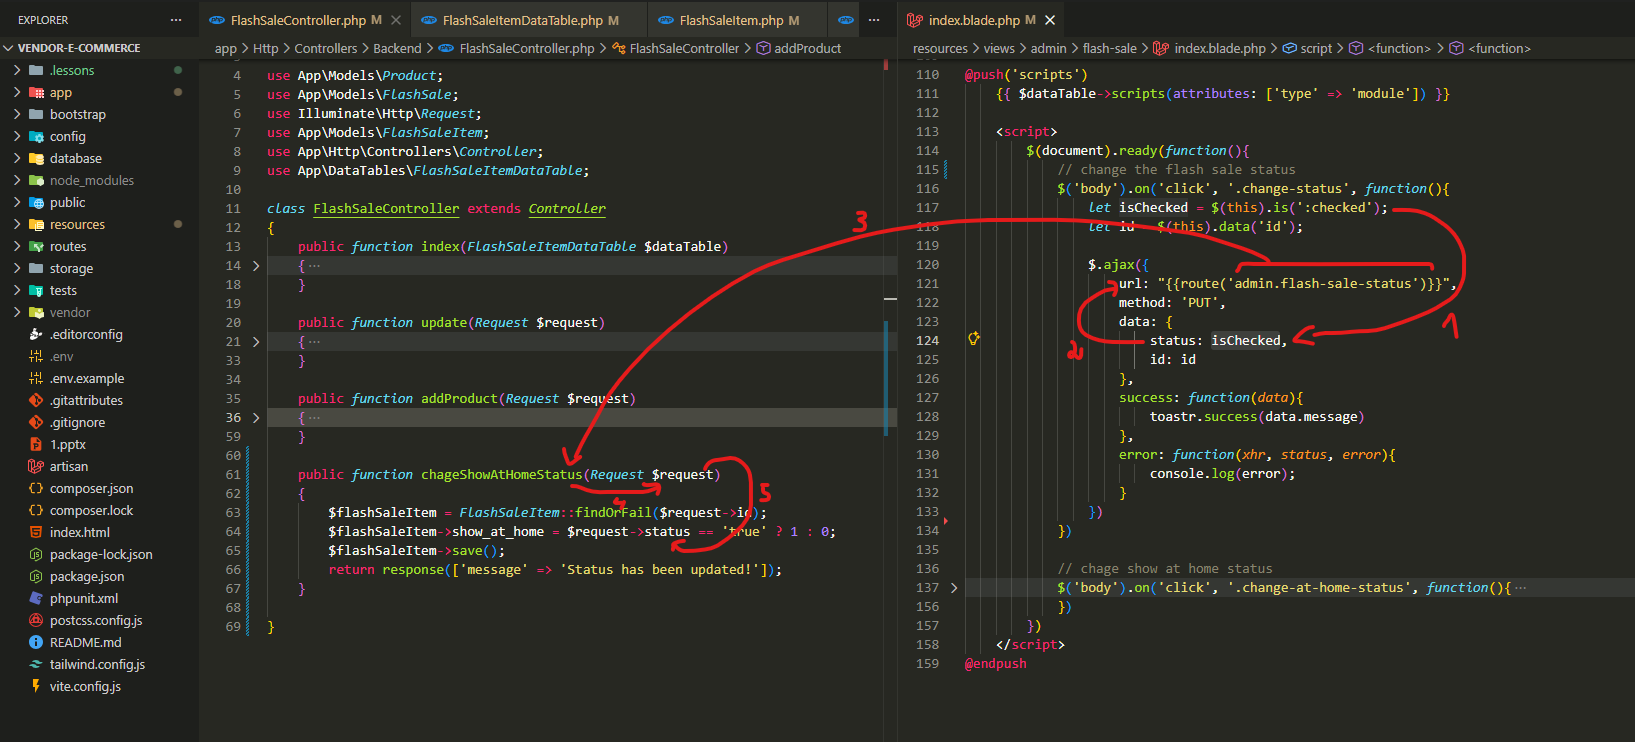 EXPLORER
VENDOR-E-COMMERCE
.lessons
app
bootstrap
config
database
node_modules
public
resources
routes
storage
tests
vendor
.editorconfig
.env
.env.example
.gitattributes
.gitignore
1.pptx
artisan
composer.json
composer.lock
index.html
package-lock.json
package.json
phpunit.xml
postcss.config.js
README.md
tailwind.config.js
vite.config.js
FlashSaleController.php M
FlashSaleItemDataTable.php M
FlashSaleItem.php M
app > Http > Controllers > Backend > FlashSaleController.php > FlashSaleController > addProduct
4 use App\Models\Product;
5 use App\Models\FlashSale;
6 use Illuminate\Http\Request;
7 use App\Models\FlashSaleItem;
8 use App\Http\Controllers\Controller;
9 use App\DataTables\FlashSaleItemDataTable;
10
11 class FlashSaleController extends Controller
12 {
13 public function index(FlashSaleItemDataTable $dataTable)
14 { ...
18 }
19
20 public function update(Request $request)
21 { ...
33 }
34
35 public function addProduct(Request $request)
36 { ...
59 }
60
61 public function chageShowAtHomeStatus(Request $request)
62 {
63 $flashSaleItem = FlashSaleItem::findOrFail($request->id);
64 $flashSaleItem->show_at_home = $request->status == 'true' ? 1 : 0;
65 $flashSaleItem->save();
66 return response(['message' => 'Status has been updated!']);
67 }
68
69 }
3
4
5
index.blade.php M
resources > views > admin > flash-sale > index.blade.php > script > <function> > <function>
110 @push('scripts')
111 {{ $dataTable->scripts(attributes: ['type' => 'module']) }}
112
113 <script>
114 $(document).ready(function(){
115 // change the flash sale status
116 $('body').on('click', '.change-status', function(){
117 let isChecked = $(this).is(':checked');
118 let id = $(this).data('id');
119
120 $.ajax({
121 url: "{{route('admin.flash-sale-status')}}",
122 method: 'PUT',
123 data: {
124 status: isChecked,
125 id: id
126 },
127 success: function(data){
128 toastr.success(data.message)
129 },
130 error: function(xhr, status, error){
131 console.log(error);
132 }
133 })
134 })
135
136 // chage show at home status
137 $('body').on('click', '.change-at-home-status', function(){ ...
156 })
157 })
158 </script>
159 @endpush
1
2